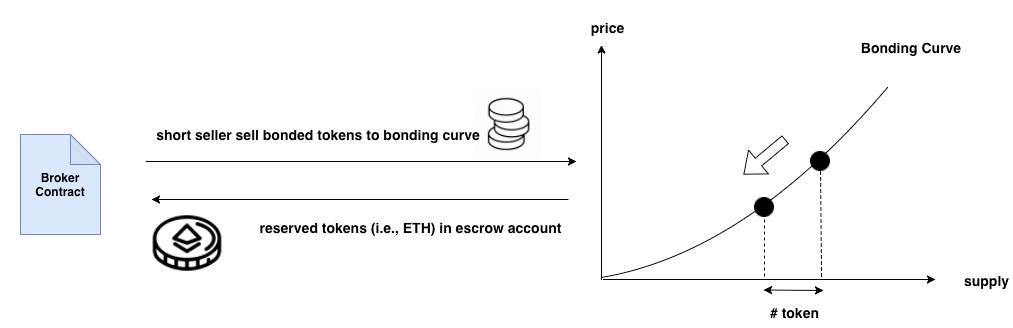 price
Bonding Curve
short seller sell bonded tokens to bonding curve
Broker
Contract
reserved tokens (i.e., ETH) in escrow account
supply
# token